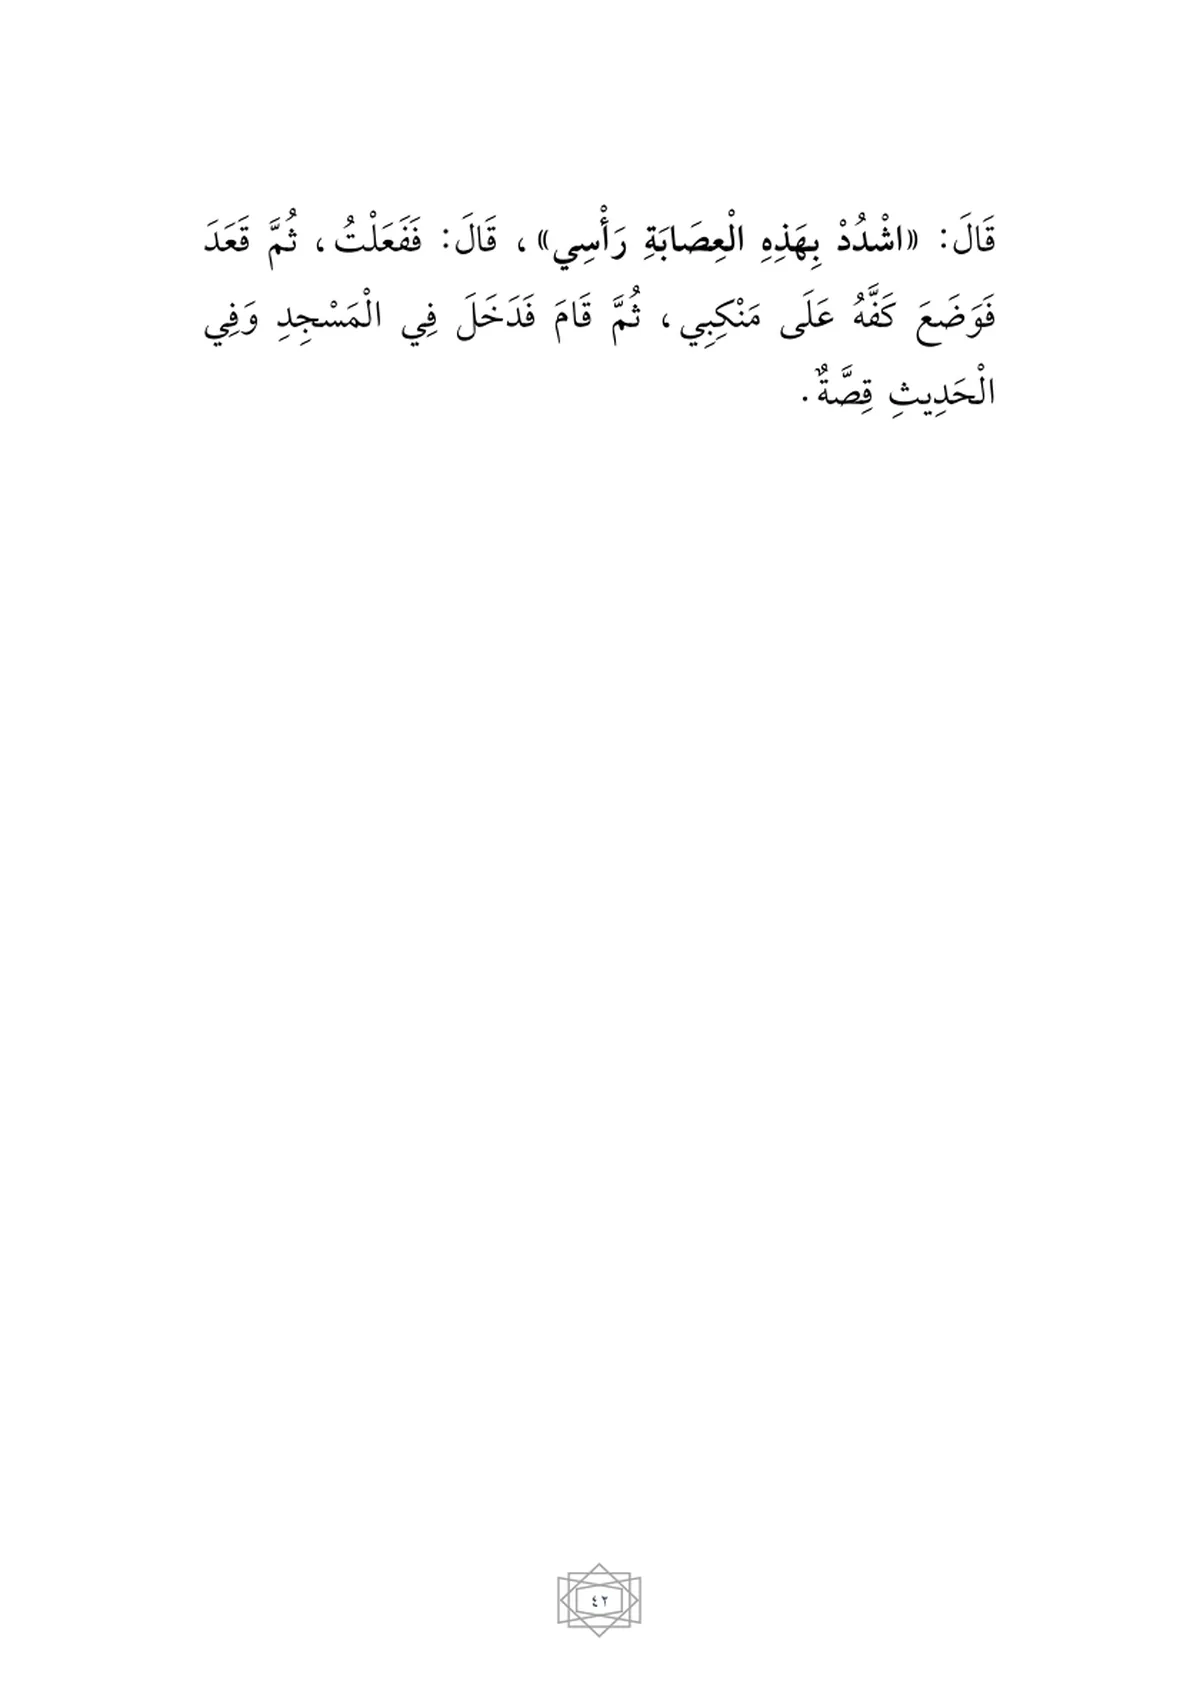 قَالَ: «اشْدُدْ بِهَذِهِ الْعِصَابَةِ رَأْسِي»، قَالَ: فَفَعَلْتُ، ثُمَّ قَعَدَ
فَوَضَعَ كَفَّهُ عَلَى مَنْكِبِي، ثُمَّ قَامَ فَدَخَلَ فِي الْمَسْجِدِ وَفِي
الْحَدِيثِ قِصَّةٌ.
٤٢